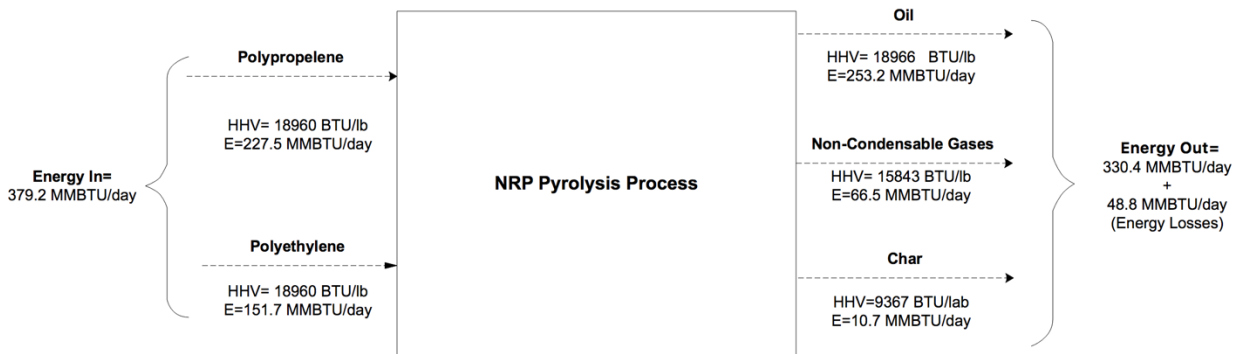 Energy In=
379.2 MMBTU/day
Polypropelene
HHV= 18960 BTU/lb
E=227.5 MMBTU/day
Polyethylene
HHV= 18960 BTU/lb
E=151.7 MMBTU/day
NRP Pyrolysis Process
Oil
HHV= 18966 BTU/lb
E=253.2 MMBTU/day
Non-Condensable Gases
HHV= 15843 BTU/lb
E=66.5 MMBTU/day
Char
HHV=9367 BTU/lab
E=10.7 MMBTU/day
Energy Out=
330.4 MMBTU/day
+
48.8 MMBTU/day
(Energy Losses)